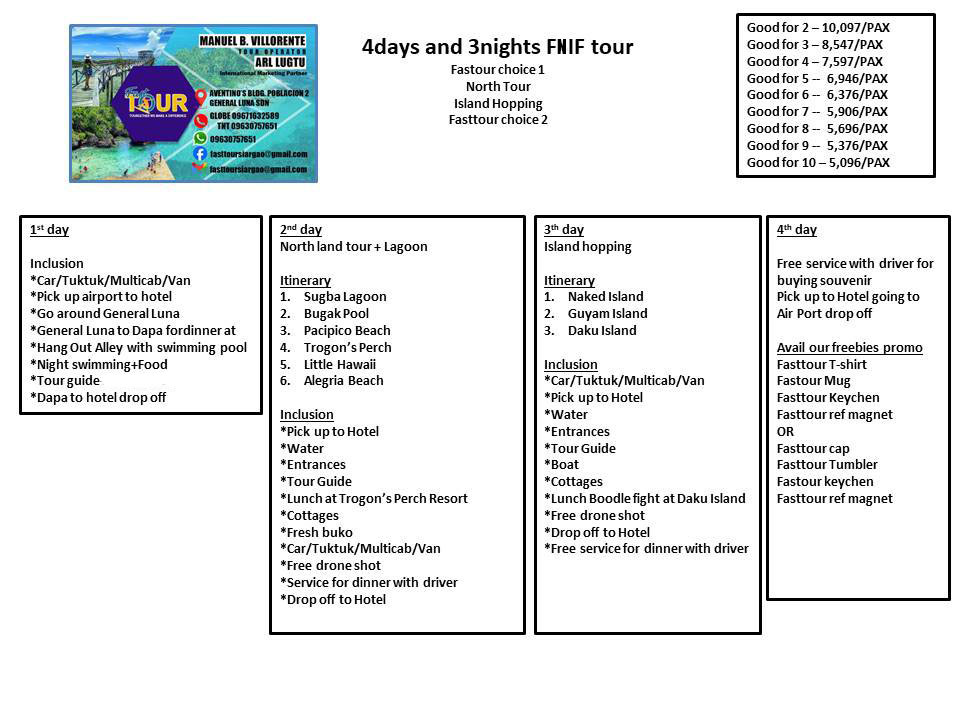 MANUEL B. VILLORENTE
TOUR OPERATOR
ARL LUGTU
International Marketing Partner
TOUR
AVENTINO'S BLDG. POBLACION 2
GENERAL LUNA SDN
GLOBE 09671632589
TNT 09630757651
09630757651
fasttoursiargao@gmail.com
fasttoursiargao@gmail.com
4days and 3nights FNIF tour
Fastour choice 1
North Tour
Island Hopping
Fasttour choice 2
Good for 2 – 10,097/PAX
Good for 3 – 8,547/PAX
Good for 4 – 7,597/PAX
Good for 5 -- 6,946/PAX
Good for 6 -- 6,376/PAX
Good for 7 -- 5,906/PAX
Good for 8 -- 5,696/PAX
Good for 9 -- 5,376/PAX
Good for 10 – 5,096/PAX
1st day
Inclusion
*Car/Tuktuk/Multicab/Van
*Pick up airport to hotel
*Go around General Luna
*General Luna to Dapa fordinner at
*Hang Out Alley with swimming pool
*Night swimming+Food
*Tour guide
*Dapa to hotel drop off
2nd day
North land tour + Lagoon
Itinerary
1. Sugba Lagoon
2. Bugak Pool
3. Pacipico Beach
4. Trogon's Perch
5. Little Hawaii
6. Alegria Beach
Inclusion
*Pick up to Hotel
*Water
*Entrances
*Tour Guide
*Lunch at Trogon's Perch Resort
*Cottages
*Fresh buko
*Car/Tuktuk/Multicab/Van
*Free drone shot
*Service for dinner with driver
*Drop off to Hotel
3th day
Island hopping
Itinerary
1. Naked Island
2. Guyam Island
3. Daku Island
Inclusion
*Car/Tuktuk/Multicab/Van
*Pick up to Hotel
*Water
*Entrances
*Tour Guide
*Boat
*Cottages
*Lunch Boodle fight at Daku Island
*Free drone shot
*Drop off to Hotel
*Free service for dinner with driver
4th day
Free service with driver for
buying souvenir
Pick up to Hotel going to
Air Port drop off
Avail our freebies promo
Fasttour T-shirt
Fastour Mug
Fasttour Keychen
Fasttour ref magnet
OR
Fasttour cap
Fasttour Tumbler
Fastour keychen
Fasttour ref magnet